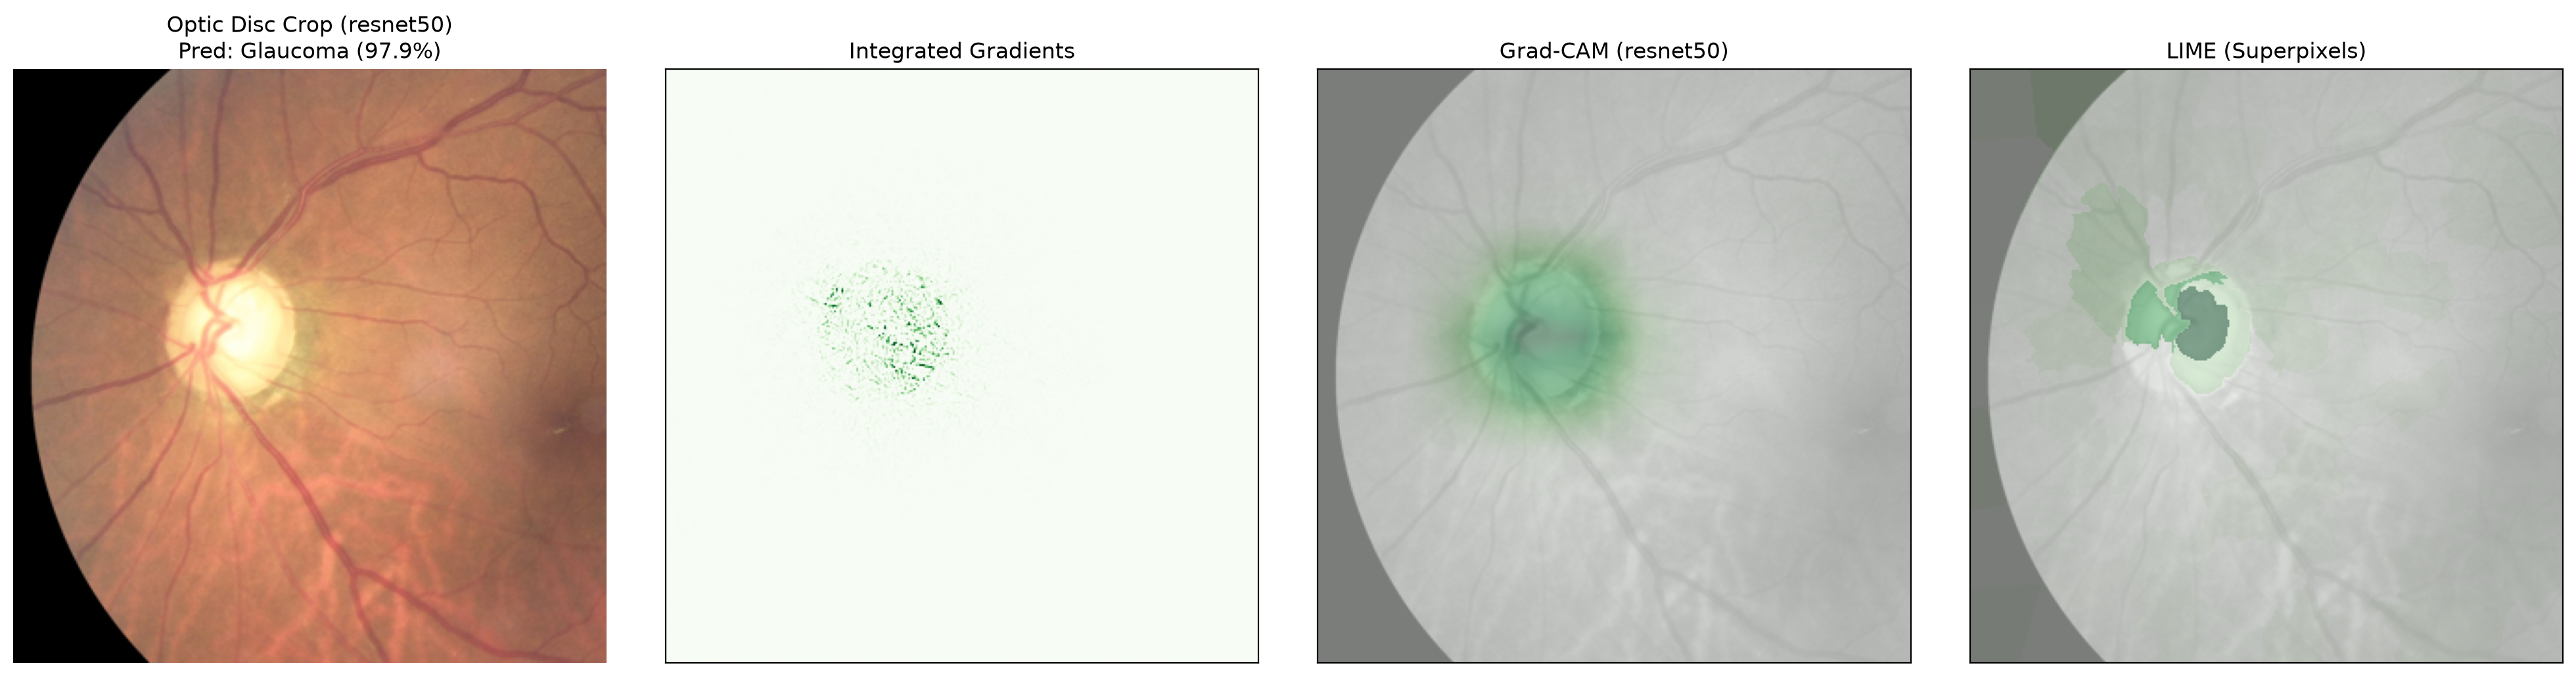 Optic Disc Crop (resnet50)
Pred: Glaucoma (97.9%)
Integrated Gradients
Grad-CAM (resnet50)
LIME (Superpixels)